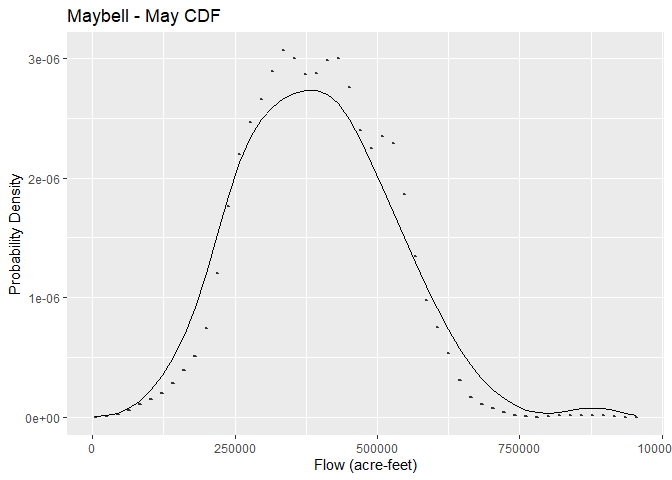 Maybell - May CDF
Probability Density
3e-06
2e-06
1e-06
0e+00
0 250000 500000 750000 10000
Flow (acre-feet)